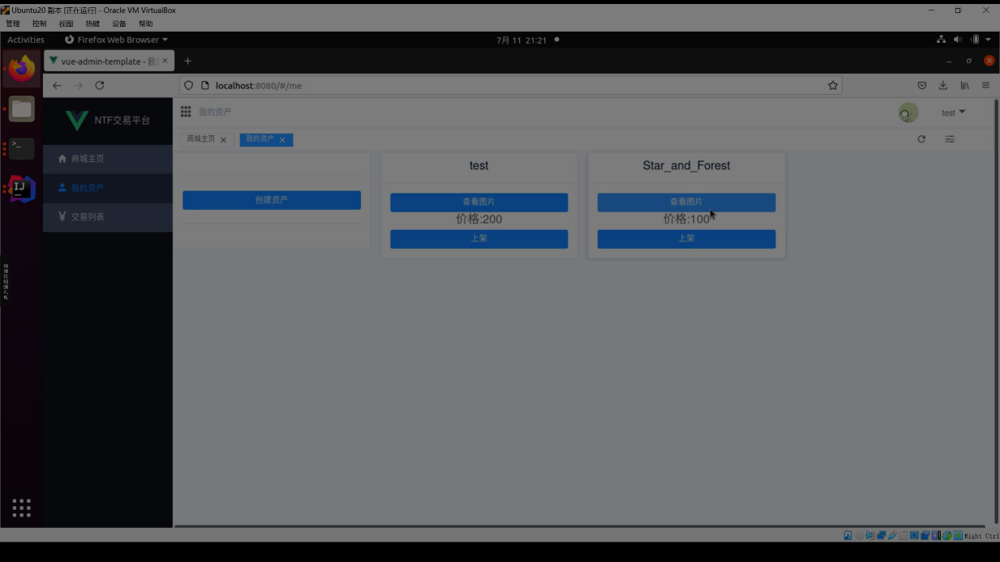 Ubuntu20 副本 [正在运行] - Oracle VM VirtualBox
管理 控制 视图 热键 设备 帮助
Activities Firefox Web Browser 7月 11 21:21
vue-admin-template - 我
localhost:8080/#/me
NTF交易平台
我的资产
test
商城主页 我的资产
商城主页
我的资产
交易列表
创建资产
test
查看图片
价格:200
上架
Star_and_Forest
查看图片
价格:100
上架
Right Ctrl